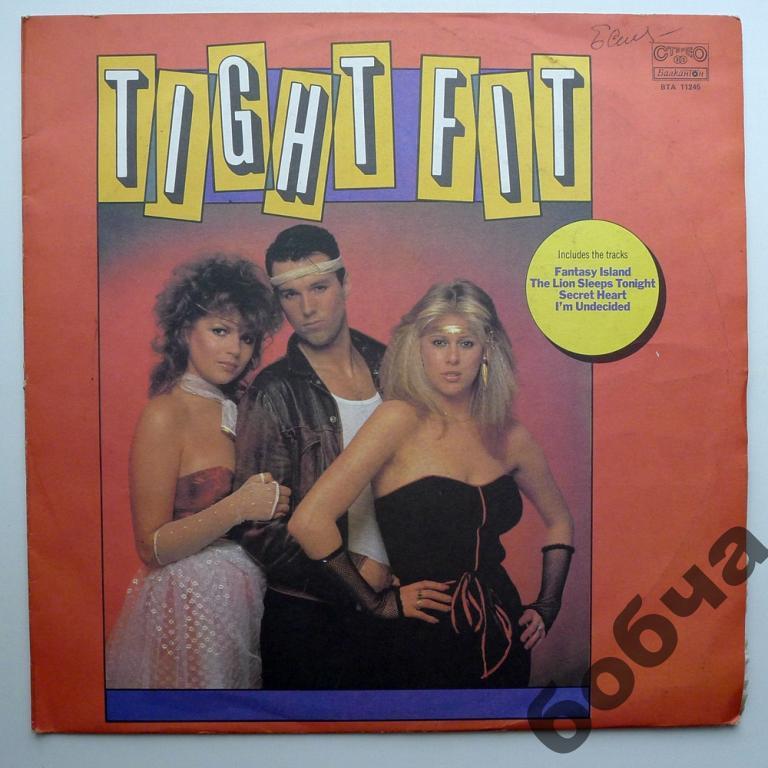 TIGHT FIT
СТЕРЕО
Балкантон
ВТА 11245
Includes the tracks
Fantasy Island
The Lion Sleeps Tonight
Secret Heart
I'm Undecided
бобча